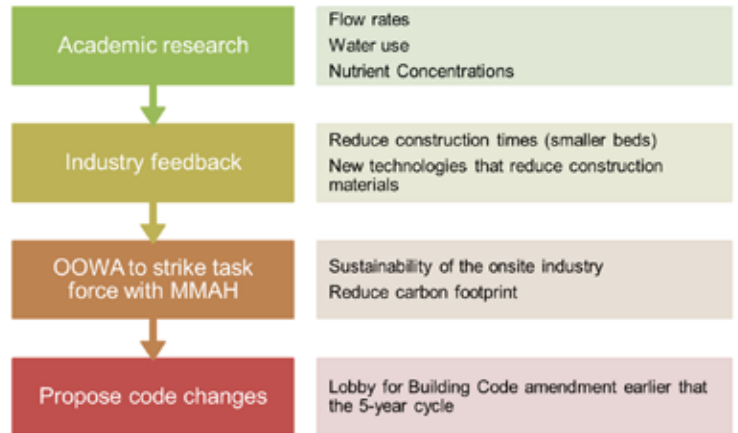 Academic research
Flow rates
Water use
Nutrient Concentrations
Industry feedback
Reduce construction times (smaller beds)
New technologies that reduce construction
materials
OOWA to strike task
force with MMAH
Sustainability of the onsite industry
Reduce carbon footprint
Propose code changes
Lobby for Building Code amendment earlier that
the 5-year cycle